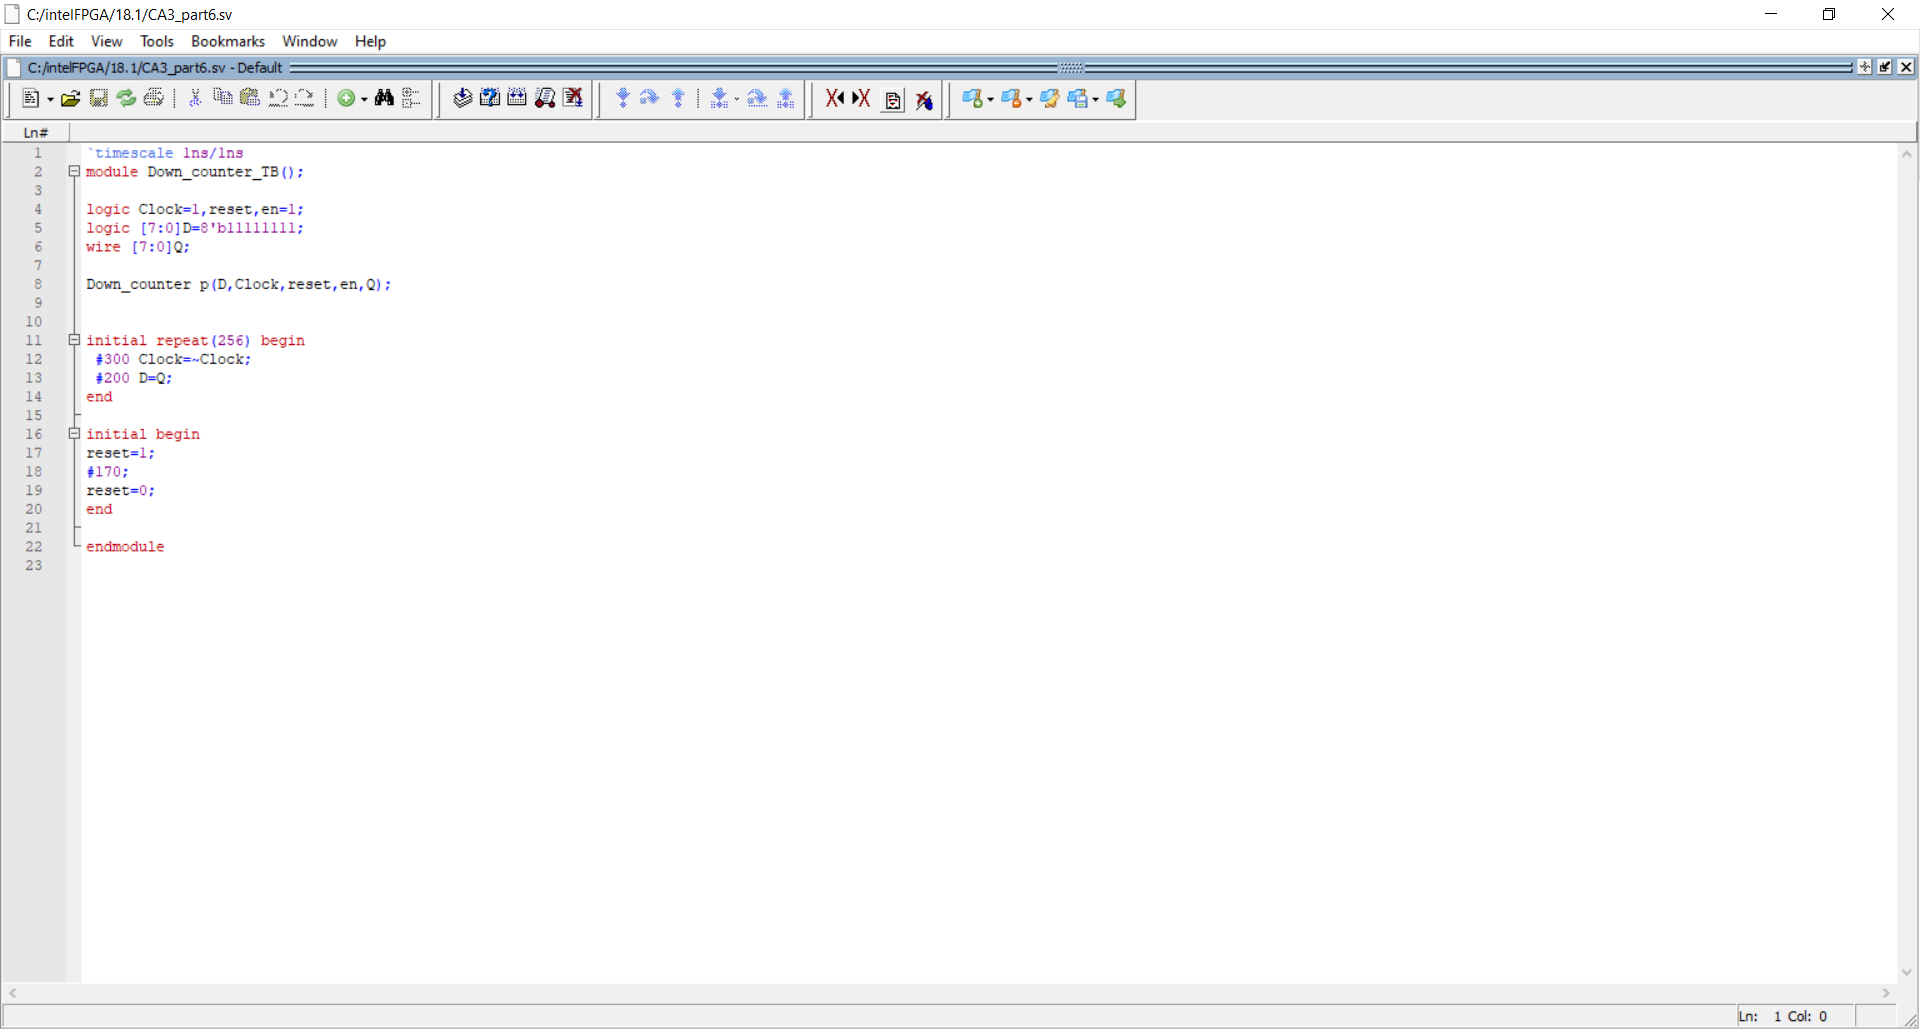 C:/intelFPGA/18.1/CA3_part6.sv
File Edit View Tools Bookmarks Window Help
C:/intelFPGA/18.1/CA3_part6.sv - Default
Ln#
1 `timescale 1ns/1ns
2 module Down_counter_TB();
3
4 logic Clock=1,reset,en=1;
5 logic [7:0]D=8'b11111111;
6 wire [7:0]Q;
7
8 Down_counter p(D,Clock,reset,en,Q);
9
10
11 initial repeat(256) begin
12 #300 Clock=~Clock;
13 #200 D=Q;
14 end
15
16 initial begin
17 reset=1;
18 #170;
19 reset=0;
20 end
21
22 endmodule
23
Ln: 1 Col: 0